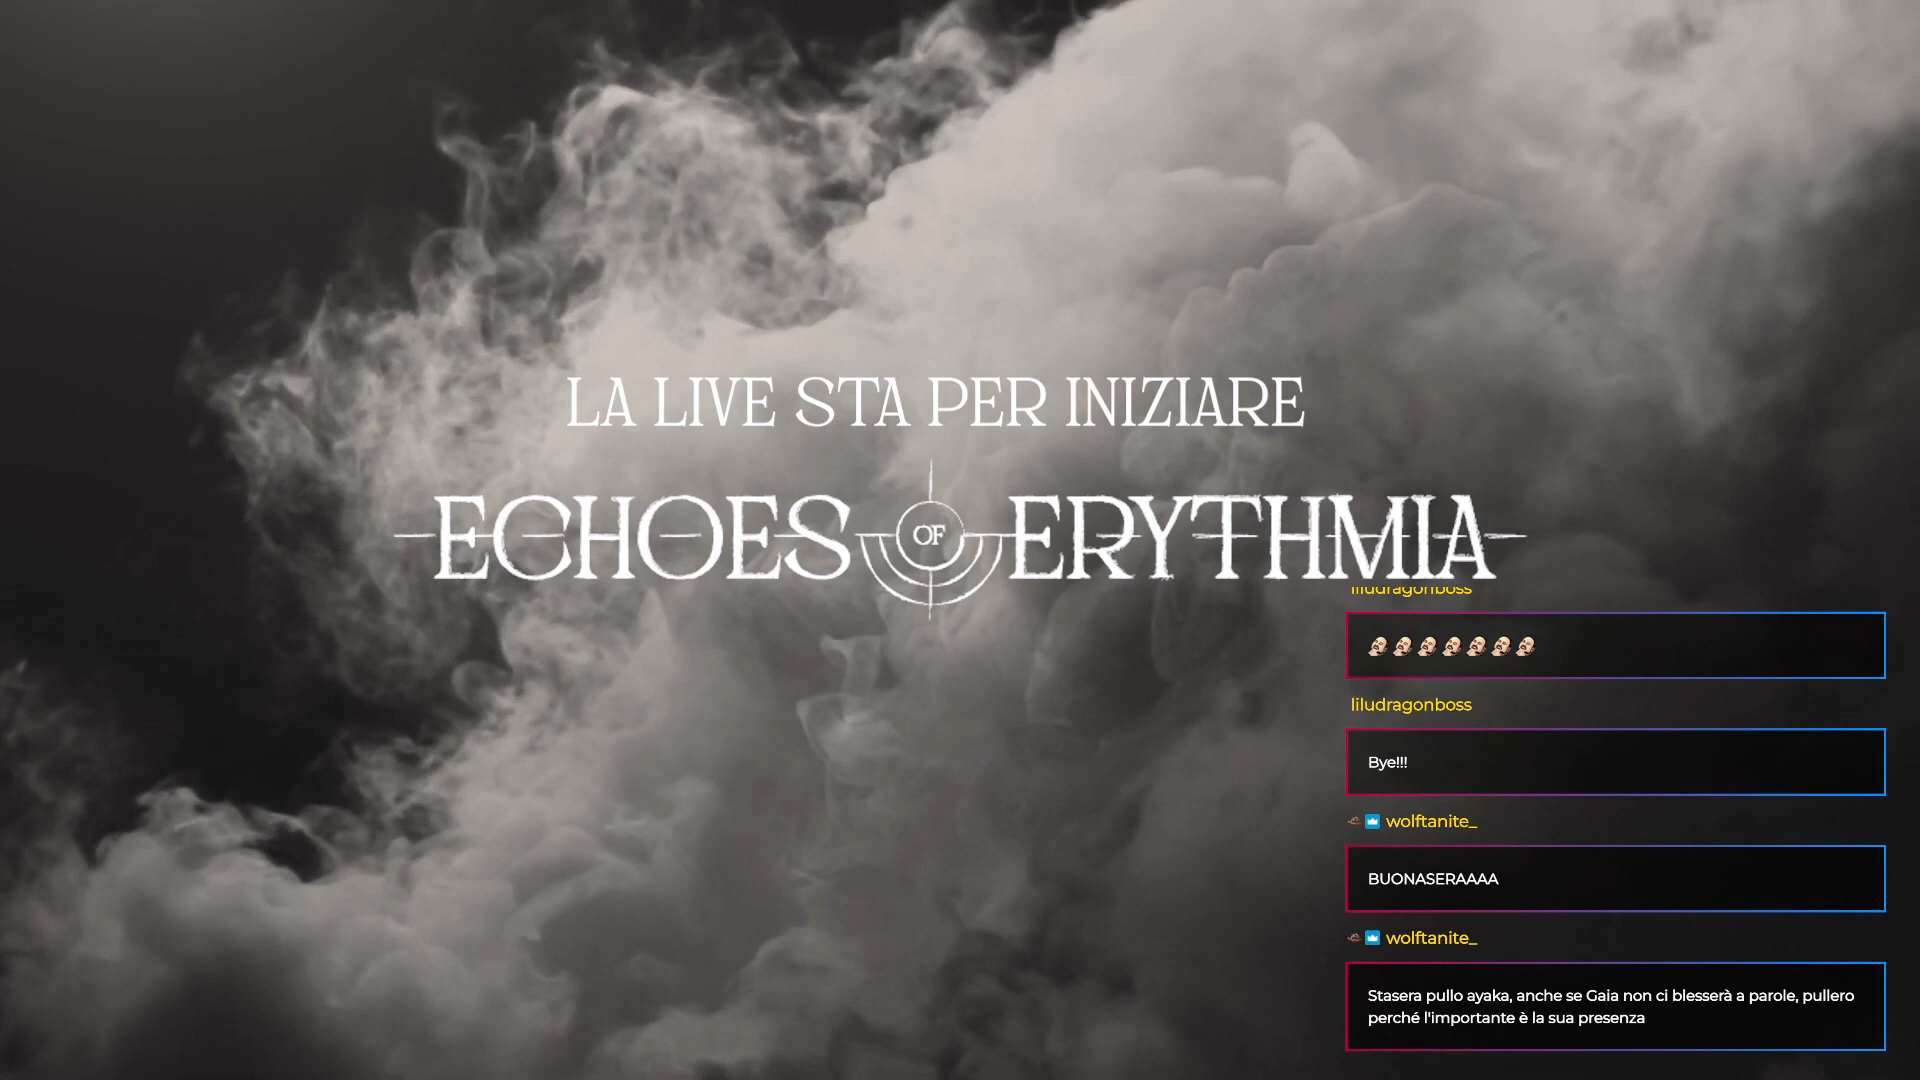 LA LIVE STA PER INIZIARE
ECHOES OF ERYTHMIA
liludragonboss
liludragonboss
Bye!!!
wolftanite_
BUONASERAAAA
wolftanite_
Stasera pullo ayaka, anche se Gaia non ci blesserà a parole, pullero
perché l'importante è la sua presenza